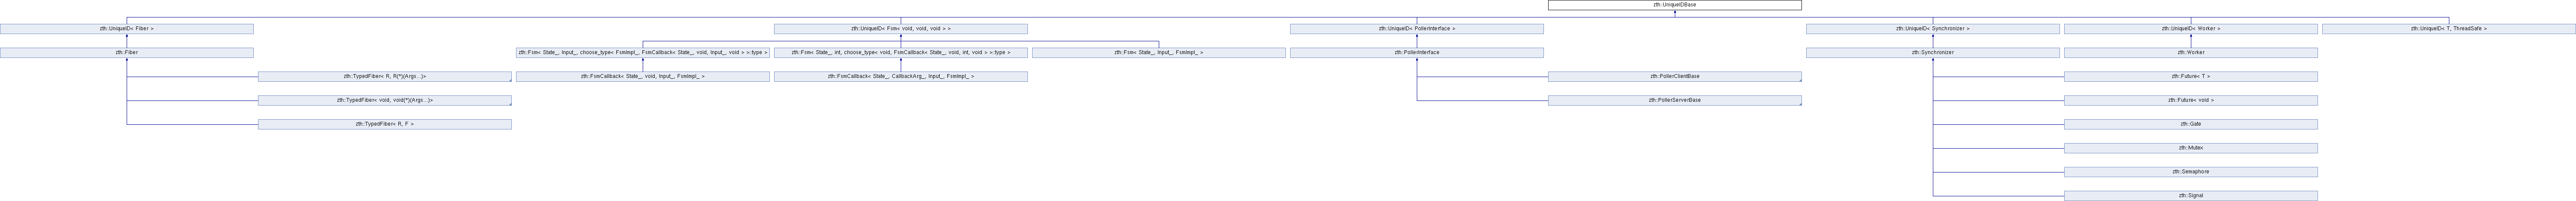 zth::UniqueIDBase
zth::UniqueID< Fiber >
zth::UniqueID< Fsm< void, void, void > >
zth::UniqueID< PollerInterface >
zth::UniqueID< Synchronizer >
zth::UniqueID< Worker >
zth::UniqueID< T, ThreadSafe >
zth::Fiber
zth::Fsm< State_, Input_, choose_type< FsmImpl_, FsmCallback< State_, void, Input_, void > >::type >
zth::Fsm< State_, int, choose_type< void, FsmCallback< State_, void, int, void > >::type >
zth::Fsm< State_, Input_, FsmImpl_ >
zth::PollerInterface
zth::Synchronizer
zth::Worker
zth::TypedFiber< R, R(*)(Args...)>
zth::FsmCallback< State_, void, Input_, FsmImpl_ >
zth::FsmCallback< State_, CallbackArg_, Input_, FsmImpl_ >
zth::PollerClientBase
zth::Future< T >
zth::TypedFiber< void, void(*)(Args...)>
zth::PollerServerBase
zth::Future< void >
zth::TypedFiber< R, F >
zth::Gate
zth::Mutex
zth::Semaphore
zth::Signal